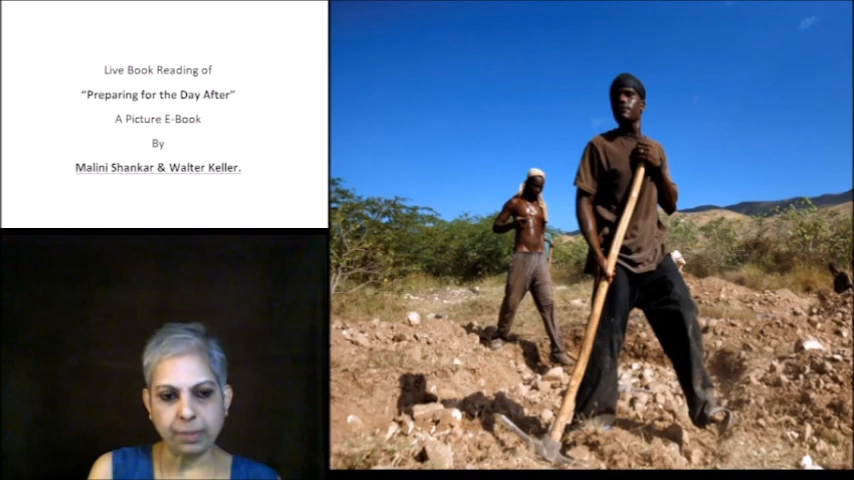 Live Book Reading of
“Preparing for the Day After”
A Picture E-Book
By
Malini Shankar & Walter Keller.